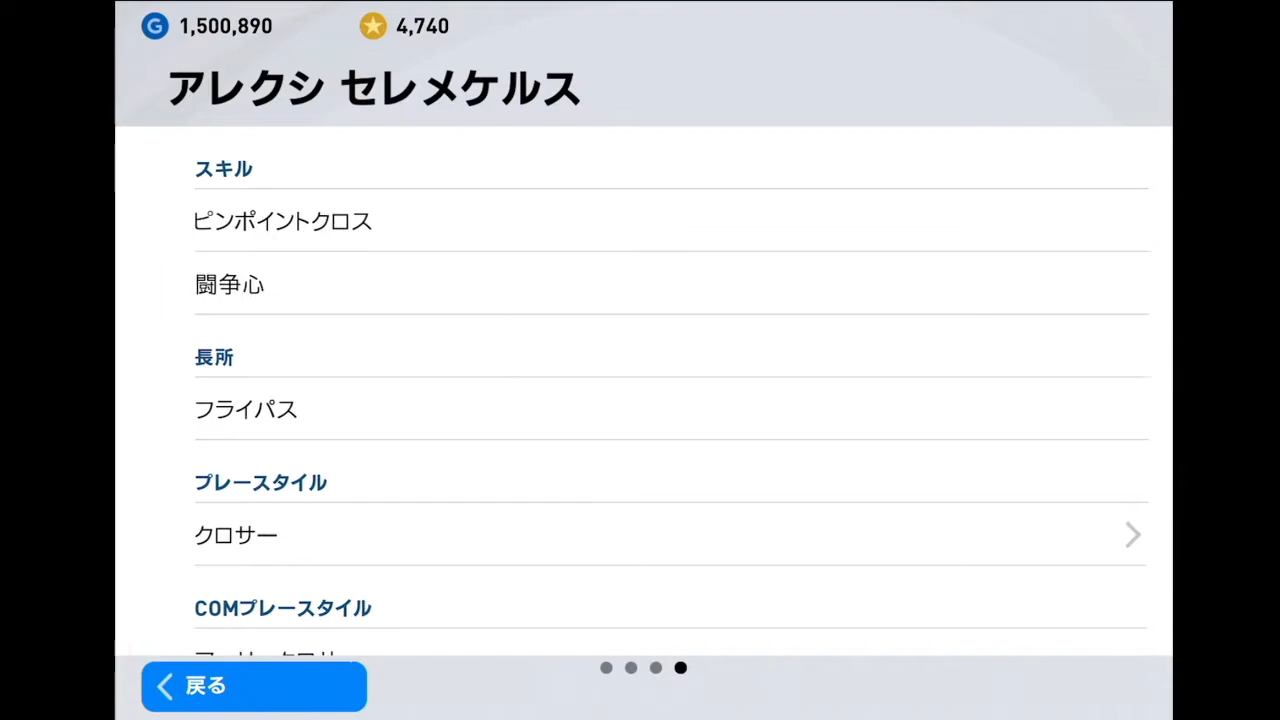 G 1,500,890 4,740
アレクシ セレメケルス
スキル
ピンポイントクロス
闘争心
長所
フライパス
プレースタイル
クロサー
COMプレースタイル
戻る